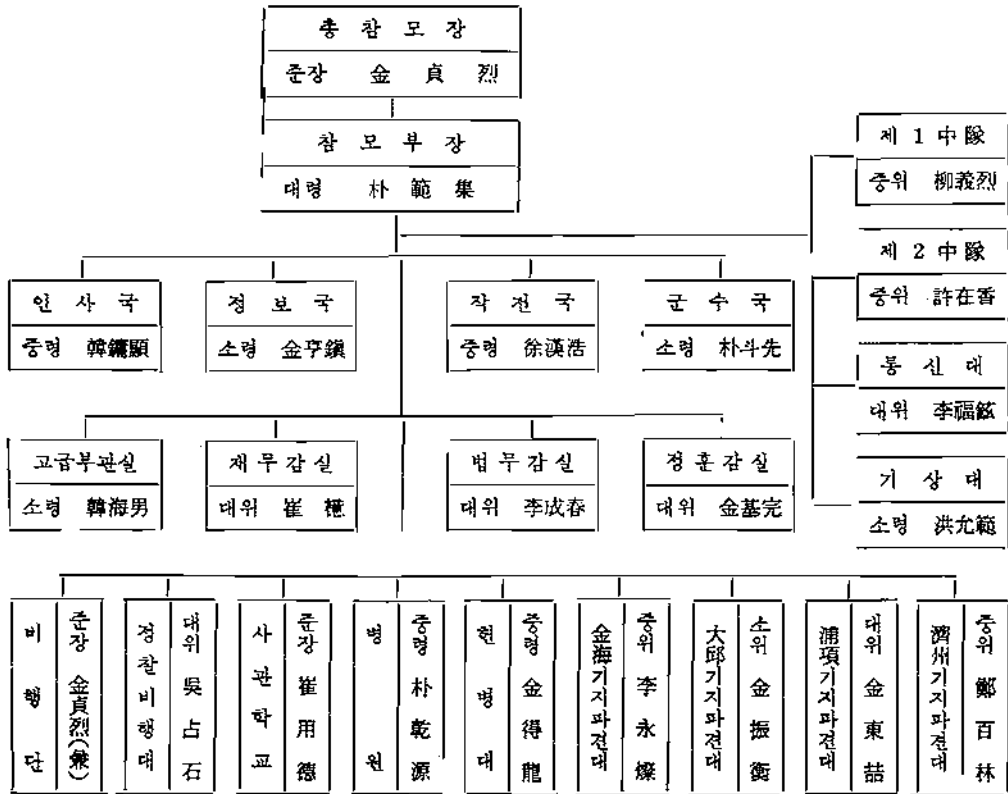 총참모장
준장 金貞烈
참모부장
대령 朴範集
제1中隊
중위 柳義烈
제2中隊
중위 許在香
통신대
대위 李福鉉
기상대
소령 洪允範
인사국
중령 韓鏞顯
정보국
소령 金亨鎭
작전국
중령 徐漢浩
군수국
소령 朴斗先
고급부관실
소령 韓海男
재무감실
대위 崔
법무감실
대위 李成春
정훈감실
대위 金基完
비행단
준장 金貞烈(兼)
정찰비행대
대위 吳占石
사관학교
준장 崔用德
병원
중령 朴乾源
헌병대
중령 金得龍
金海기지파견대
중위 李永燦
大邱기지파견대
소위 金振衡
浦項기지파견대
대위 金東喆
濟州기지파견대
중위 鄭百林